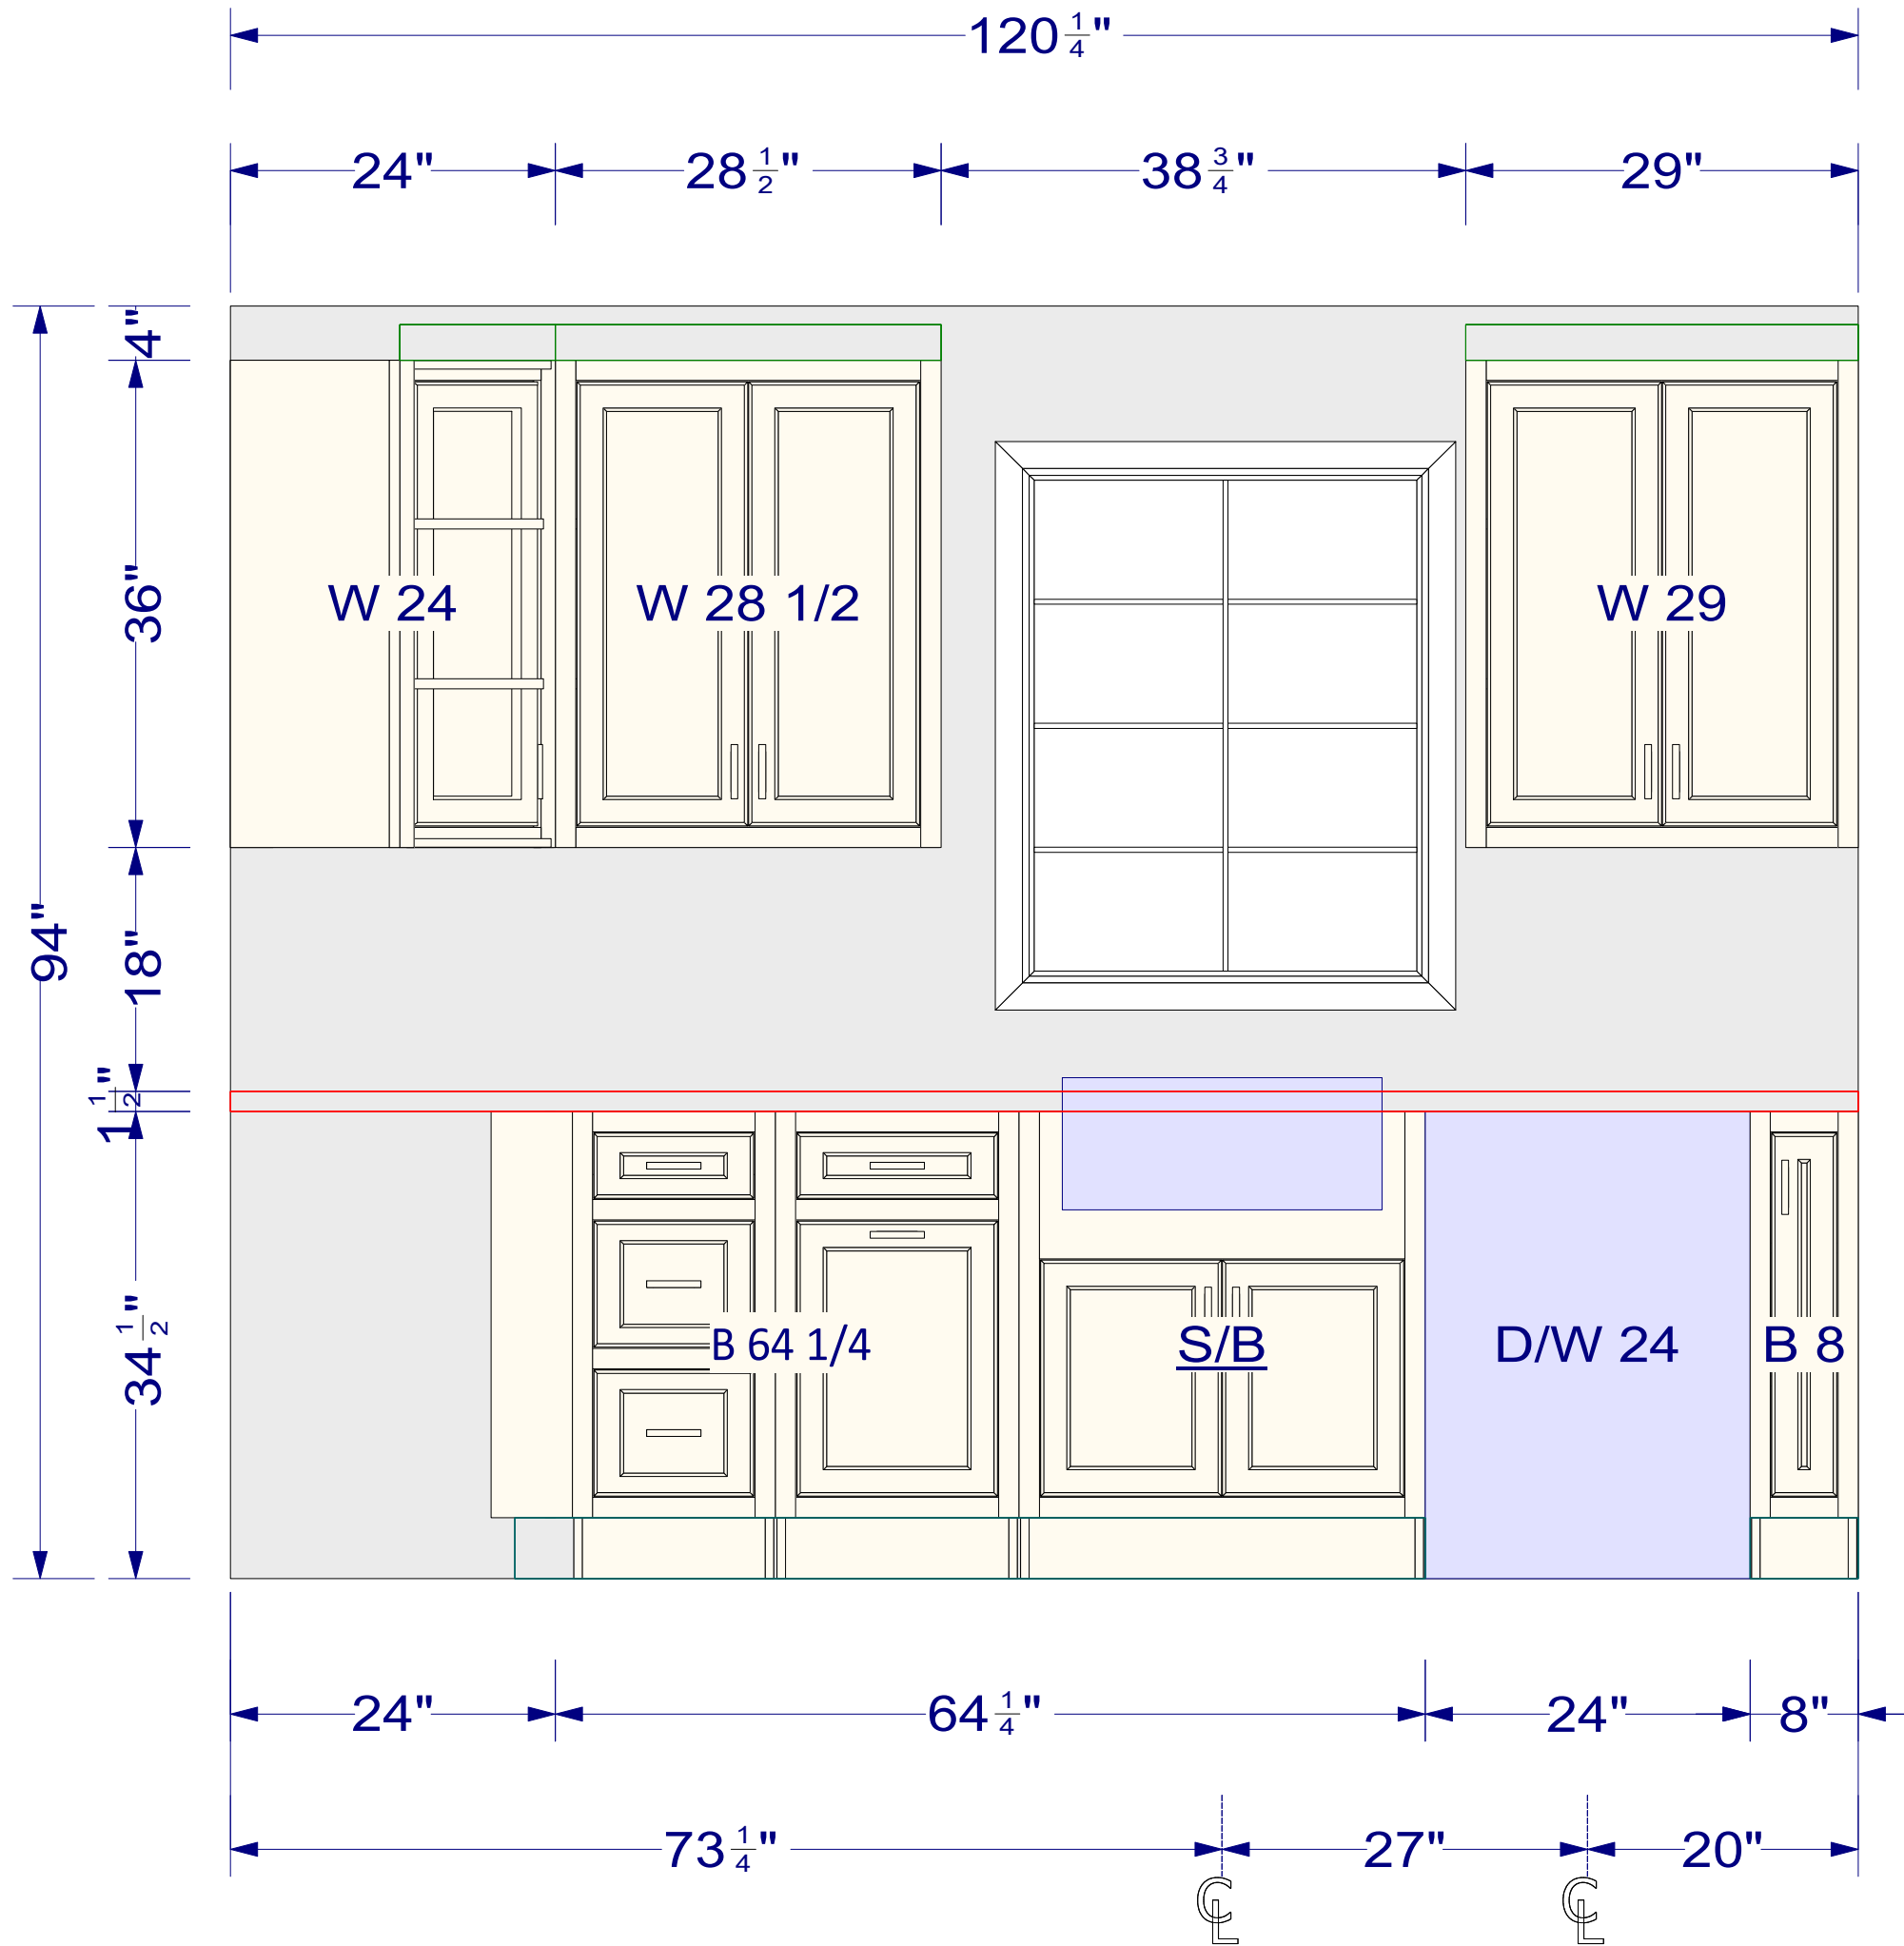 120 1/4"
24" 28 1/2" 38 3/4" 29"
4"
36"
94"
18"
1 1/2"
34 1/2"
W 24 W 28 1/2 W 29
B 64 1/4 S/B D/W 24 B 8
24" 64 1/4" 24" 8"
73 1/4" 27" 20"
CL CL